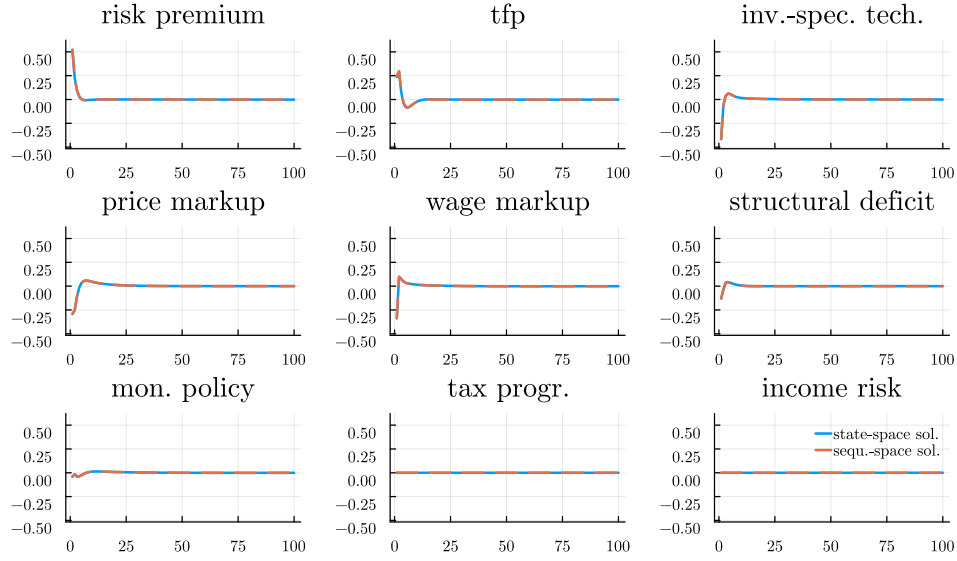 risk premium
tfp
inv.-spec. tech.
0.50 0.50 0.50
0.25 0.25 0.25
0.00 0.00 0.00
−0.25 −0.25 −0.25
−0.50 −0.50 −0.50
0 25 50 75 100 0 25 50 75 100 0 25 50 75 100
price markup
wage markup
structural deficit
0.50 0.50 0.50
0.25 0.25 0.25
0.00 0.00 0.00
−0.25 −0.25 −0.25
−0.50 −0.50 −0.50
0 25 50 75 100 0 25 50 75 100 0 25 50 75 100
mon. policy
tax progr.
income risk
0.50 0.50 0.50
0.25 0.25 0.25
0.00 0.00 0.00
−0.25 −0.25 −0.25
−0.50 −0.50 −0.50
state-space sol.
sequ.-space sol.
0 25 50 75 100 0 25 50 75 100 0 25 50 75 100